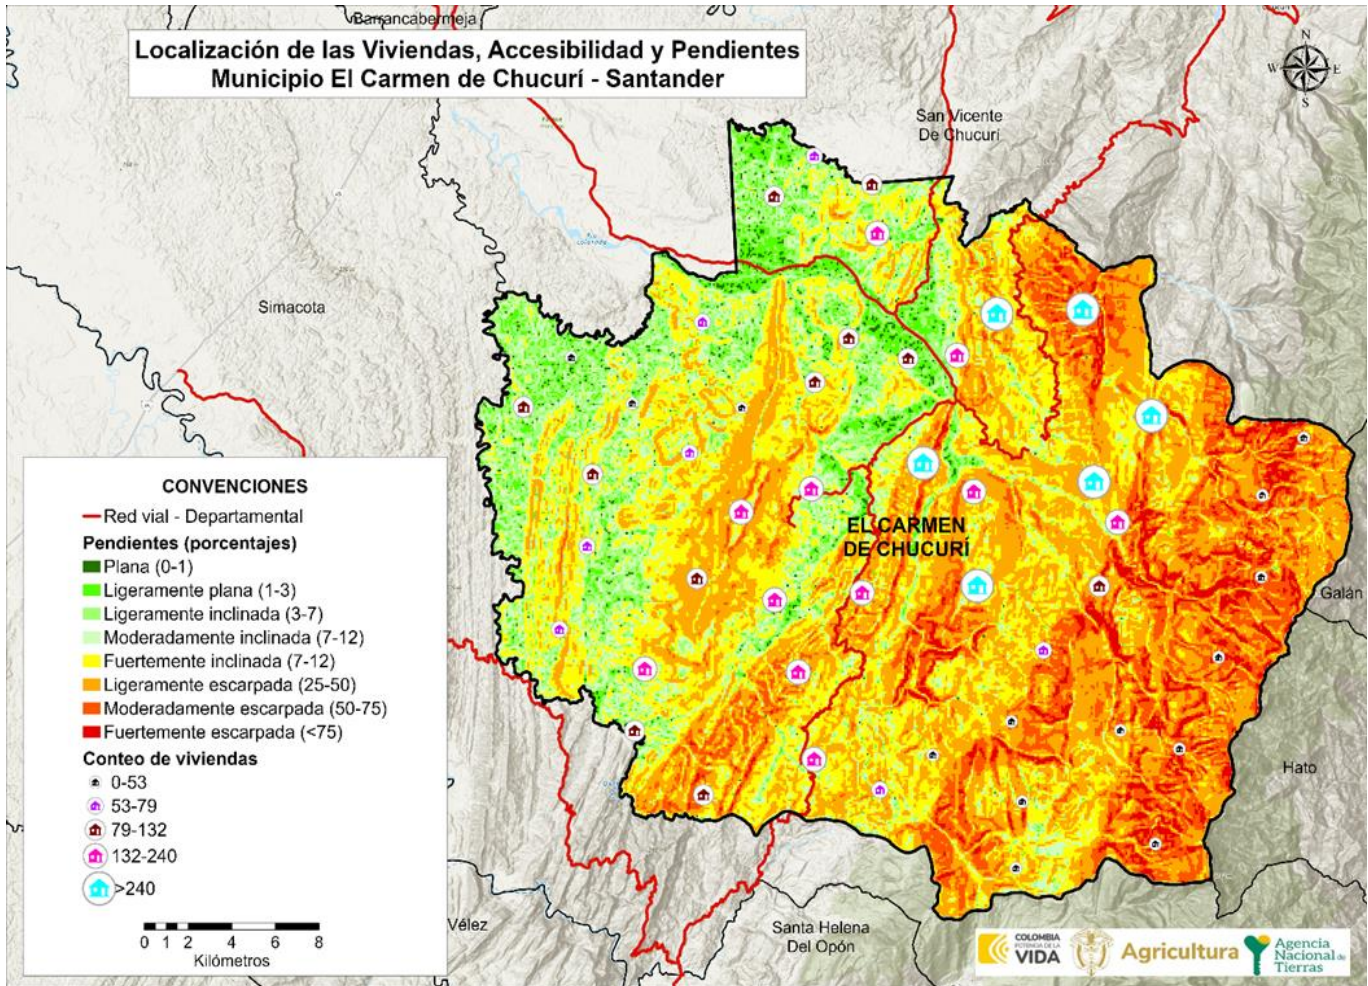 Barrancabermeja
Localización de las Viviendas, Accesibilidad y Pendientes
Municipio El Carmen de Chucurí - Santander
N
W
E
S
San Vicente
De Chucurí
Simacota
EL CARMEN
DE CHUCURÍ
Galán
Hato
Vélez
Santa Helena
Del Opón
CONVENCIONES
Red vial - Departamental
Pendientes (porcentajes)
Plana (0-1)
Ligeramente plana (1-3)
Ligeramente inclinada (3-7)
Moderadamente inclinada (7-12)
Fuertemente inclinada (7-12)
Ligeramente escarpada (25-50)
Moderadamente escarpada (50-75)
Fuertemente escarpada (<75)
Conteo de viviendas
0-53
53-79
79-132
132-240
>240
0 1 2 4 6 8
Kilómetros
COLOMBIA
POTENCIA DE LA
VIDA
Agricultura
Agencia
Nacional de
Tierras